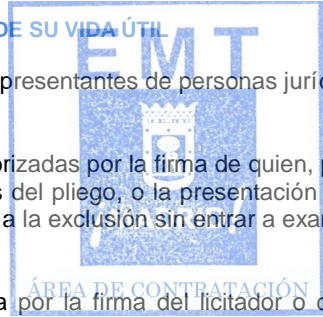 DE SU VIDA ÚTIL
EMT
presentantes de personas juríd
orizadas por la firma de quien, p
s del pliego, o la presentación
a la exclusión sin entrar a exa
ÁREA DE CONTRATACIÓN
a por la firma del licitador o d